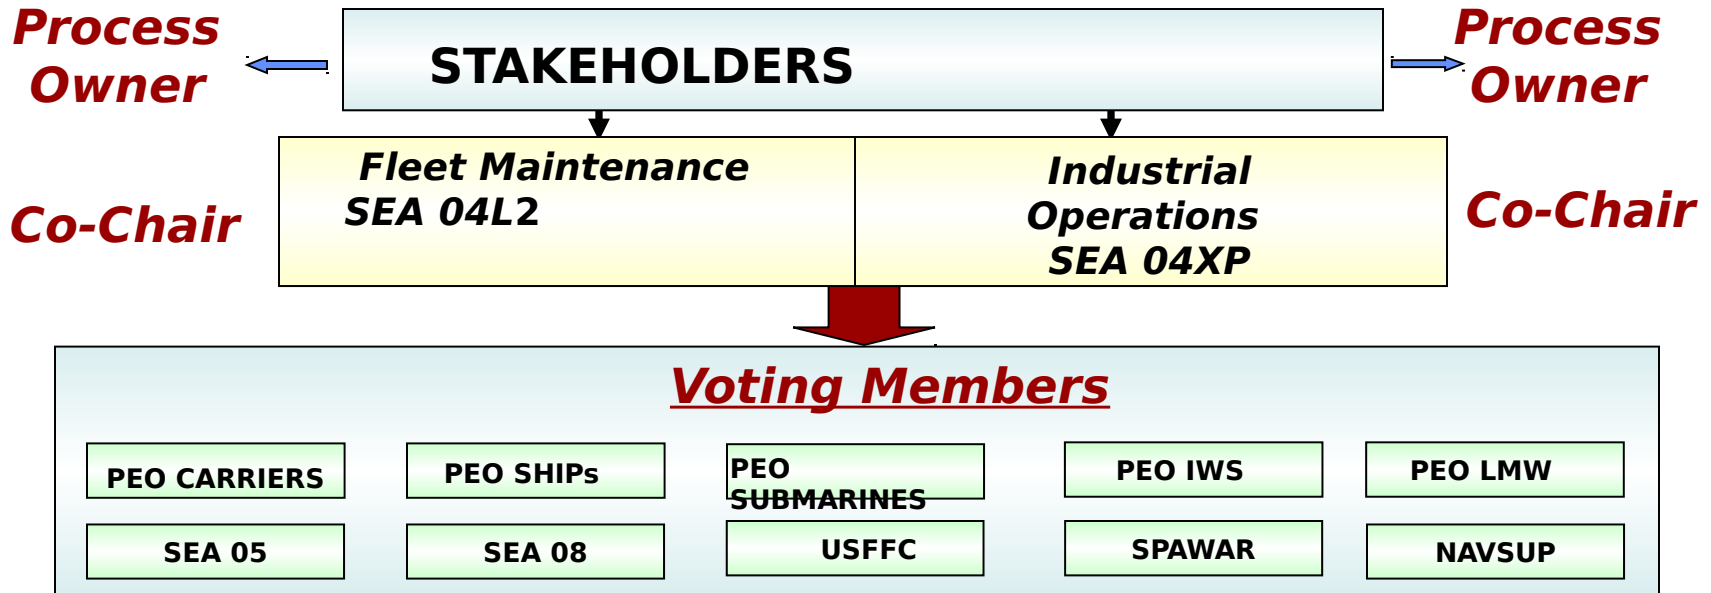 Process
Owner
STAKEHOLDERS
Process
Owner
Co-Chair
Fleet Maintenance
SEA 04L2
Industrial
Operations
SEA 04XP
Co-Chair
Voting Members
PEO CARRIERS
PEO SHIPs
PEO
SUBMARINES
PEO IWS
PEO LMW
SEA 05
SEA 08
USFFC
SPAWAR
NAVSUP